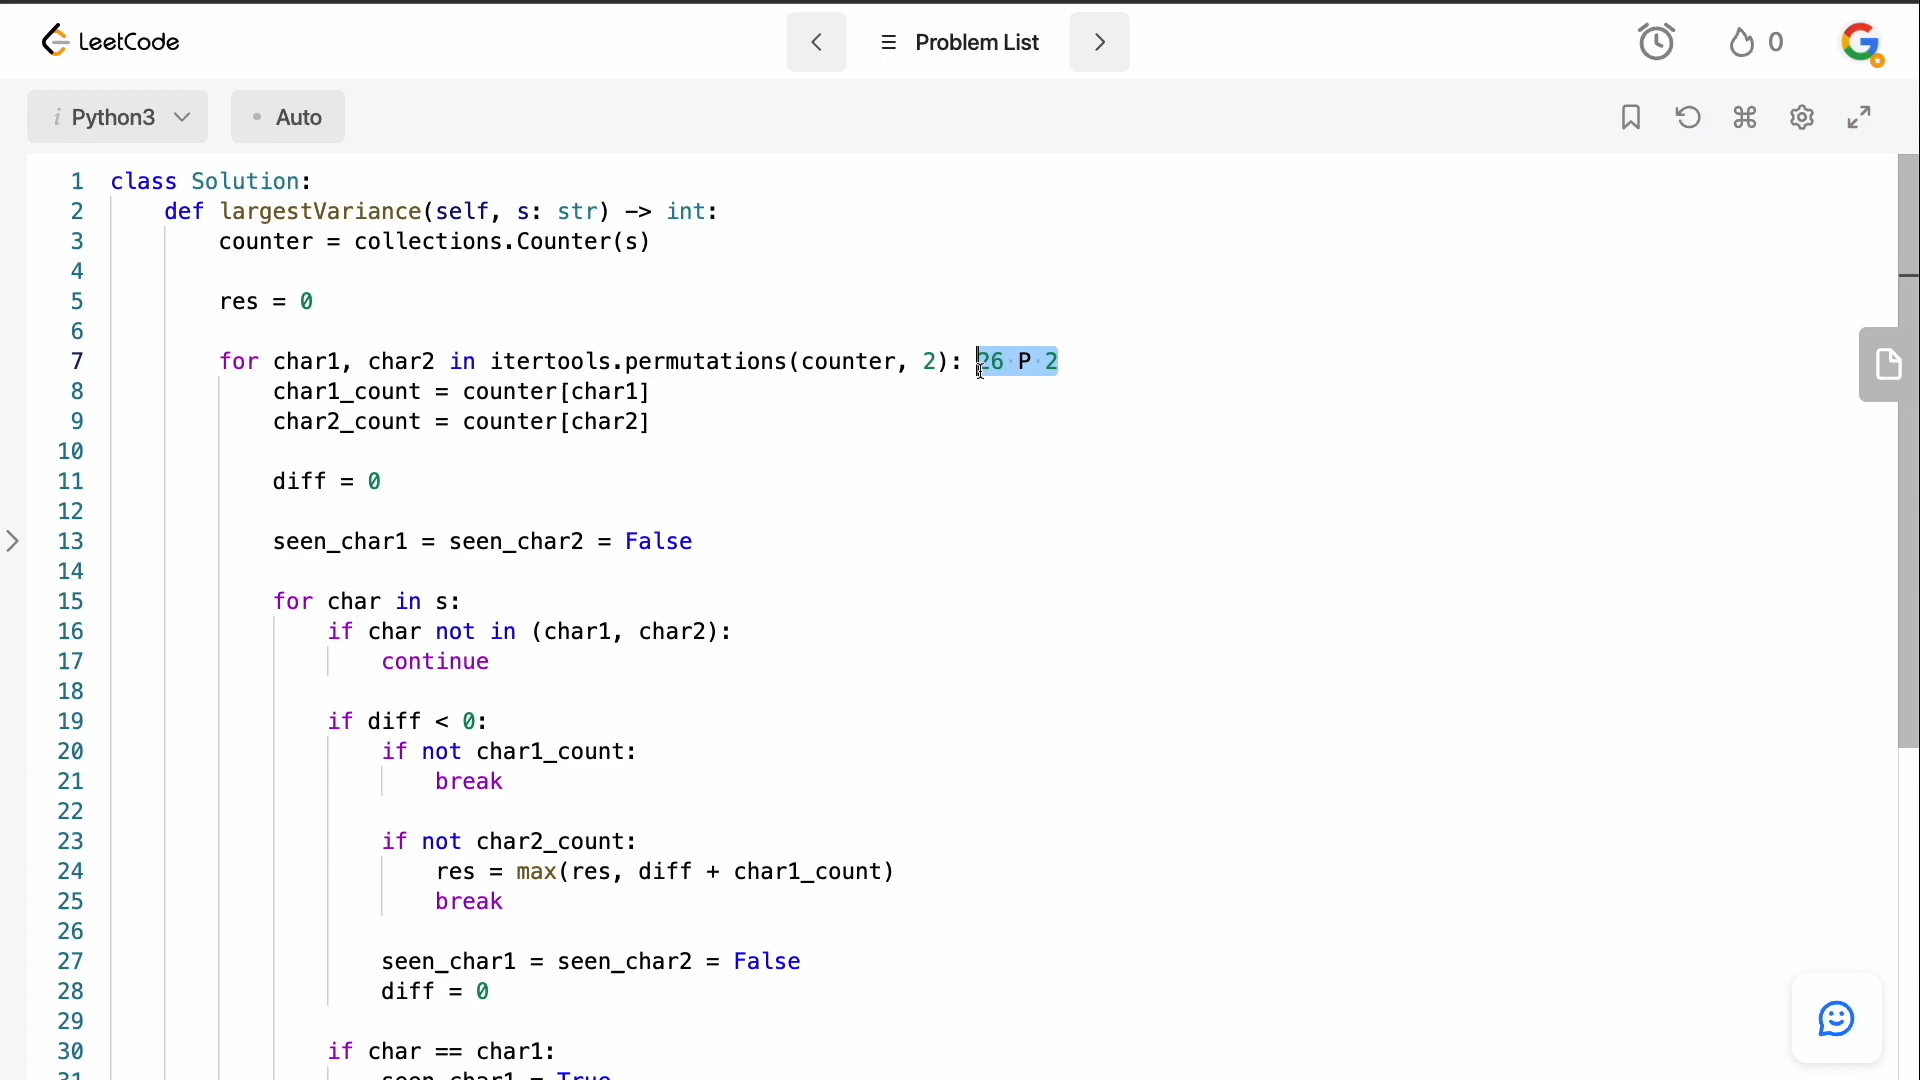 LeetCode
Problem List
0
Python3
Auto
1 class Solution:
2 def largestVariance(self, s: str) -> int:
3 counter = collections.Counter(s)
4
5 res = 0
6
7 for char1, char2 in itertools.permutations(counter, 2): 26 P 2
8 char1_count = counter[char1]
9 char2_count = counter[char2]
10
11 diff = 0
12
13 seen_char1 = seen_char2 = False
14
15 for char in s:
16 if char not in (char1, char2):
17 continue
18
19 if diff < 0:
20 if not char1_count:
21 break
22
23 if not char2_count:
24 res = max(res, diff + char1_count)
25 break
26
27 seen_char1 = seen_char2 = False
28 diff = 0
29
30 if char == char1:
31 seen_char1 = True